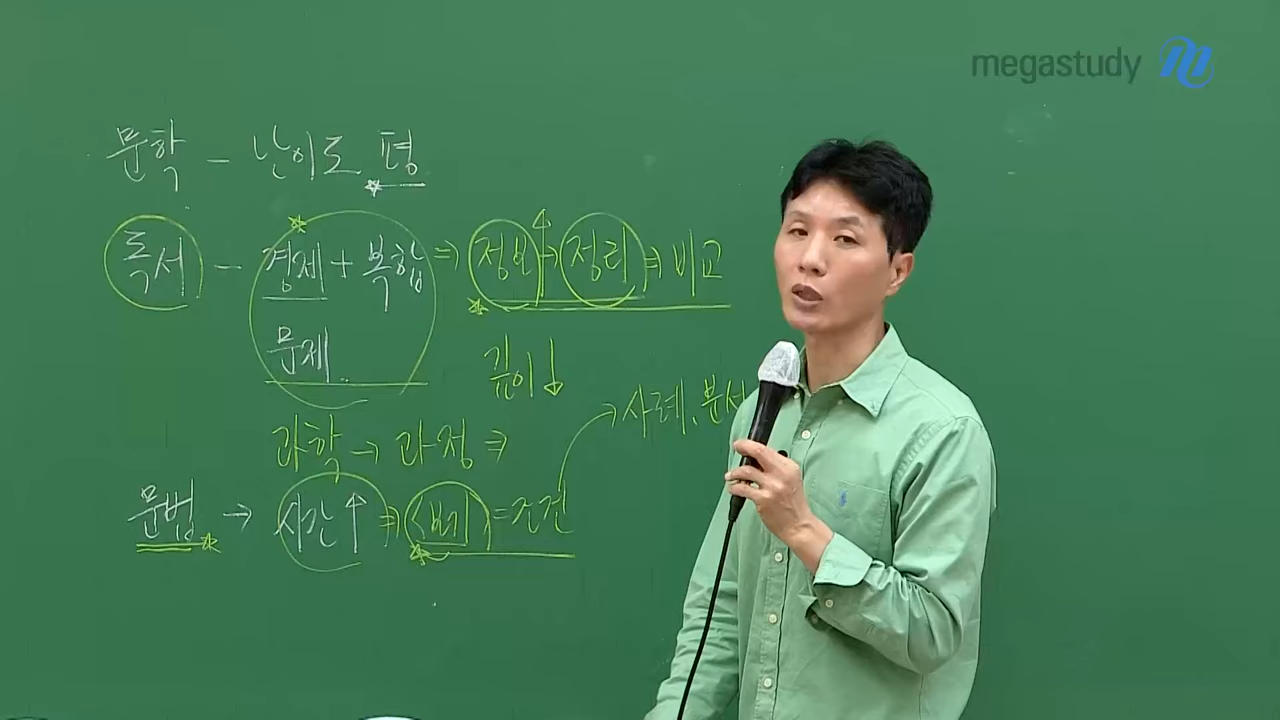 megastudy
문학 - 난이도 평
독서 - 경제 + 복합 ⇒ 정보↑ → 정리 ⇒ 비교
문제
깊이↓
과학 → 과정 ⇒
→ 사례, 분석
문법 → 시간↑ ⇒ <보기> = 조건